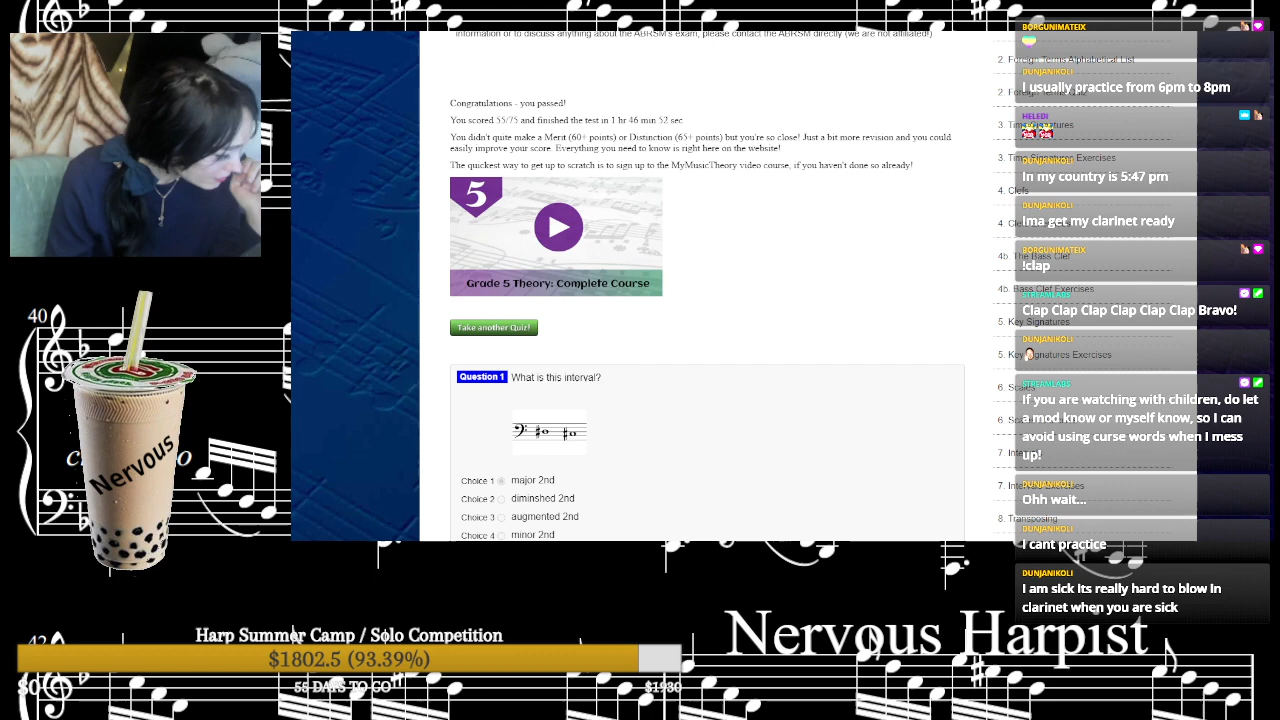 information or to discuss anything about the ABRSM's exam, please contact the ABRSM directly (we are not affiliated!)
Congratulations - you passed!
You scored 55/75 and finished the test in 1 hr 46 min 52 sec
You didn't quite make a Merit (60+ points) or Distinction (65+ points) but you're so close! Just a bit more revision and you could
easily improve your score. Everything you need to know is right here on the website!
The quickest way to get up to scratch is to sign up to the MyMusicTheory video course, if you haven't done so already!
5
Grade 5 Theory: Complete Course
Take another Quiz!
Question 1 What is this interval?
Choice 1 major 2nd
Choice 2 diminshed 2nd
Choice 3 augmented 2nd
Choice 4 minor 2nd
2. Foreign Terms Alphabetical List
2. Foreign Terms Quiz
3. Time Signatures
3. Time Signatures Exercises
4. Clefs
4.
4b. The Bass Clef
4b. Bass Clef Exercises
5. Key Signatures
5. Key Signatures Exercises
6. Scales
6.
7.
7.
8. Transposing
BORGUNIMATEIX
DUNJANIKOLI
I usually practice from 6pm to 8pm
HELEDI
DUNJANIKOLI
In my country is 5:47 pm
DUNJANIKOLI
Ima get my clarinet ready
BORGUNIMATEIX
!clap
STREAMLABS
Clap Clap Clap Clap Clap Clap Bravo!
DUNJANIKOLI
STREAMLABS
If you are watching with children, do let
a mod know or myself know, so I can
avoid using curse words when I mess
up!
DUNJANIKOLI
Ohh wait...
DUNJANIKOLI
I cant practice
DUNJANIKOLI
I am sick its really hard to blow in
clarinet when you are sick
40
Nervous
42
Harp Summer Camp / Solo Competition
$1802.5 (93.39%)
$0
$1930
Nervous Harpist